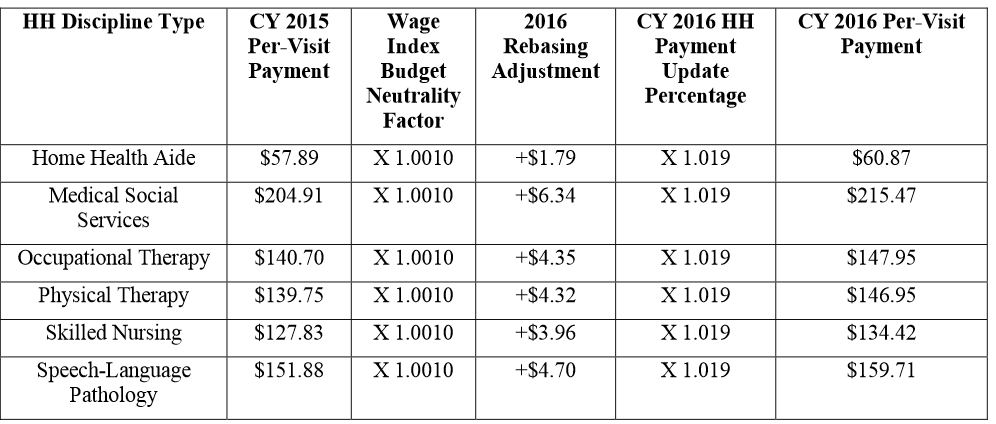 HH Discipline Type
CY 2015
Per-Visit
Payment
Wage
Index
Budget
Neutrality
Factor
2016
Rebasing
Adjustment
CY 2016 HH
Payment
Update
Percentage
CY 2016 Per-Visit
Payment
Home Health Aide $57.89 X 1.0010 +$1.79 X 1.019 $60.87
Medical Social
Services
$204.91 X 1.0010 +$6.34 X 1.019 $215.47
Occupational Therapy $140.70 X 1.0010 +$4.35 X 1.019 $147.95
Physical Therapy $139.75 X 1.0010 +$4.32 X 1.019 $146.95
Skilled Nursing $127.83 X 1.0010 +$3.96 X 1.019 $134.42
Speech-Language
Pathology
$151.88 X 1.0010 +$4.70 X 1.019 $159.71